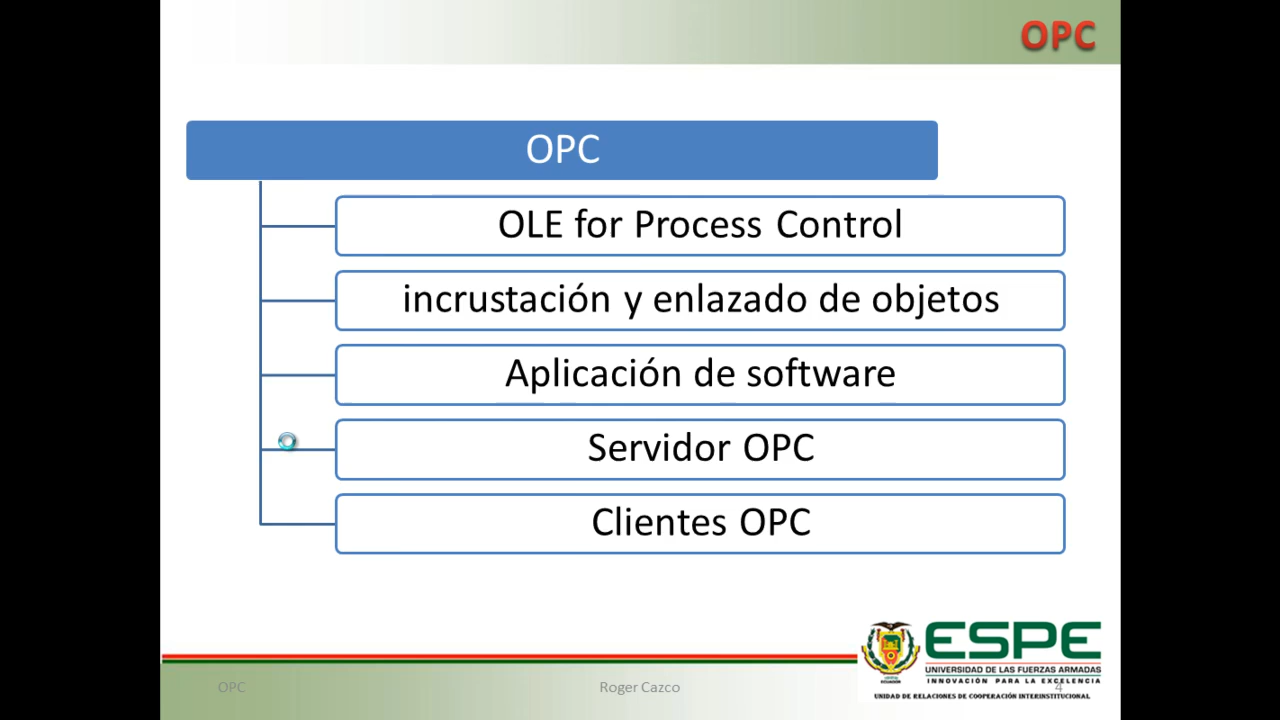 OPC
OPC
OLE for Process Control
incrustación y enlazado de objetos
Aplicación de software
Servidor OPC
Clientes OPC
ESPE
UNIVERSIDAD DE LAS FUERZAS ARMADAS
INNOVACIÓN PARA LA EXCELENCIA
UNIDAD DE RELACIONES DE COOPERACIÓN INTERINSTITUCIONAL
OPC
Roger Cazco
4